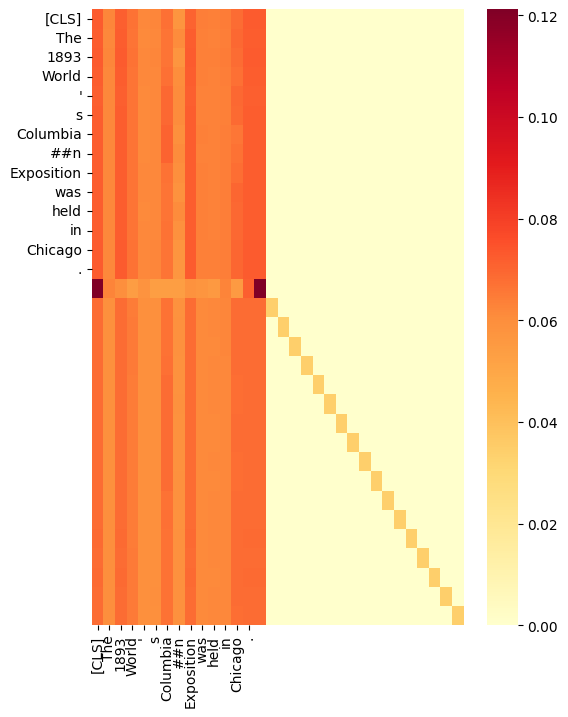 [CLS]
The
1893
World
'
s
Columbia
##n
Exposition
was
held
in
Chicago
.
0.12
0.10
0.08
0.06
0.04
0.02
0.00
[CLS]
The
1893
World
'
s
Columbia
##n
Exposition
was
held
in
Chicago
.